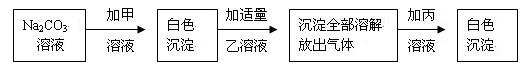 Na₂CO₃
溶液
加甲
溶液
白色
沉淀
加适量
乙溶液
沉淀全部溶解
放出气体
加丙
溶液
白色
沉淀